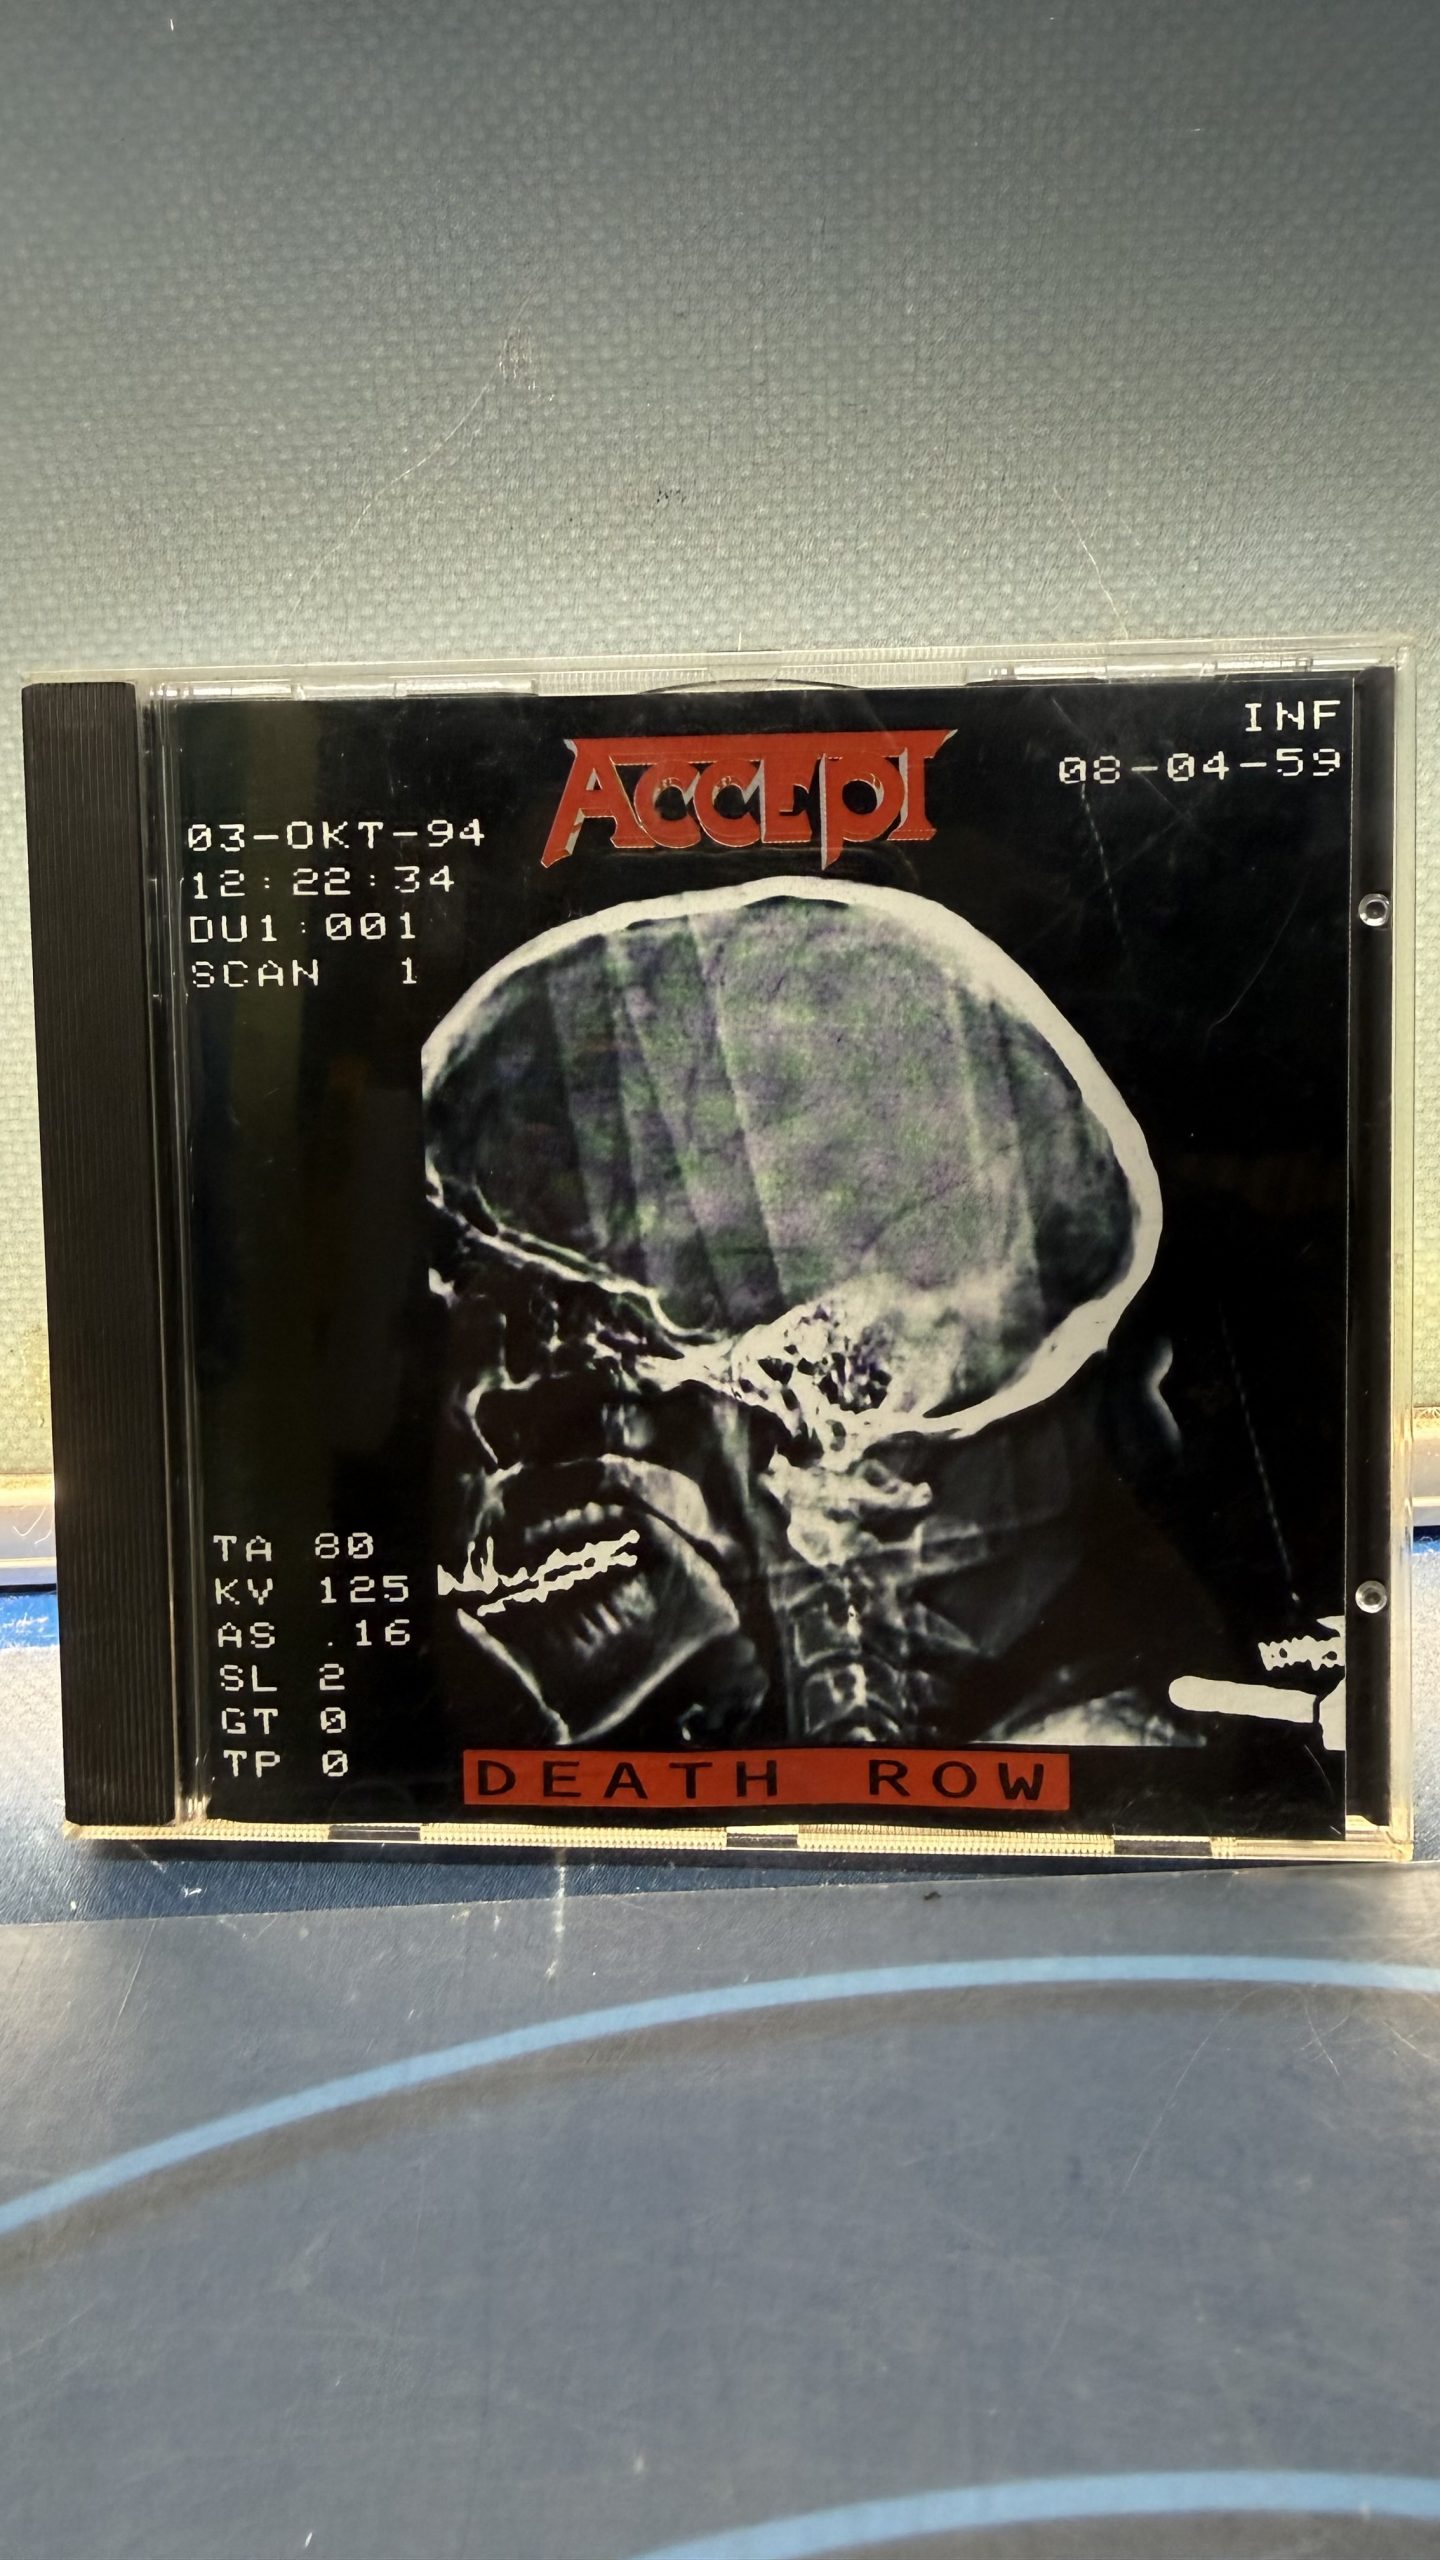 INF
08-04-59
ACCEPT
03-OKT-94
12:22:34
DU1:001
SCAN 1
TA 80
KV 125
AS .16
SL 2
GT 0
TP 0
DEATH ROW